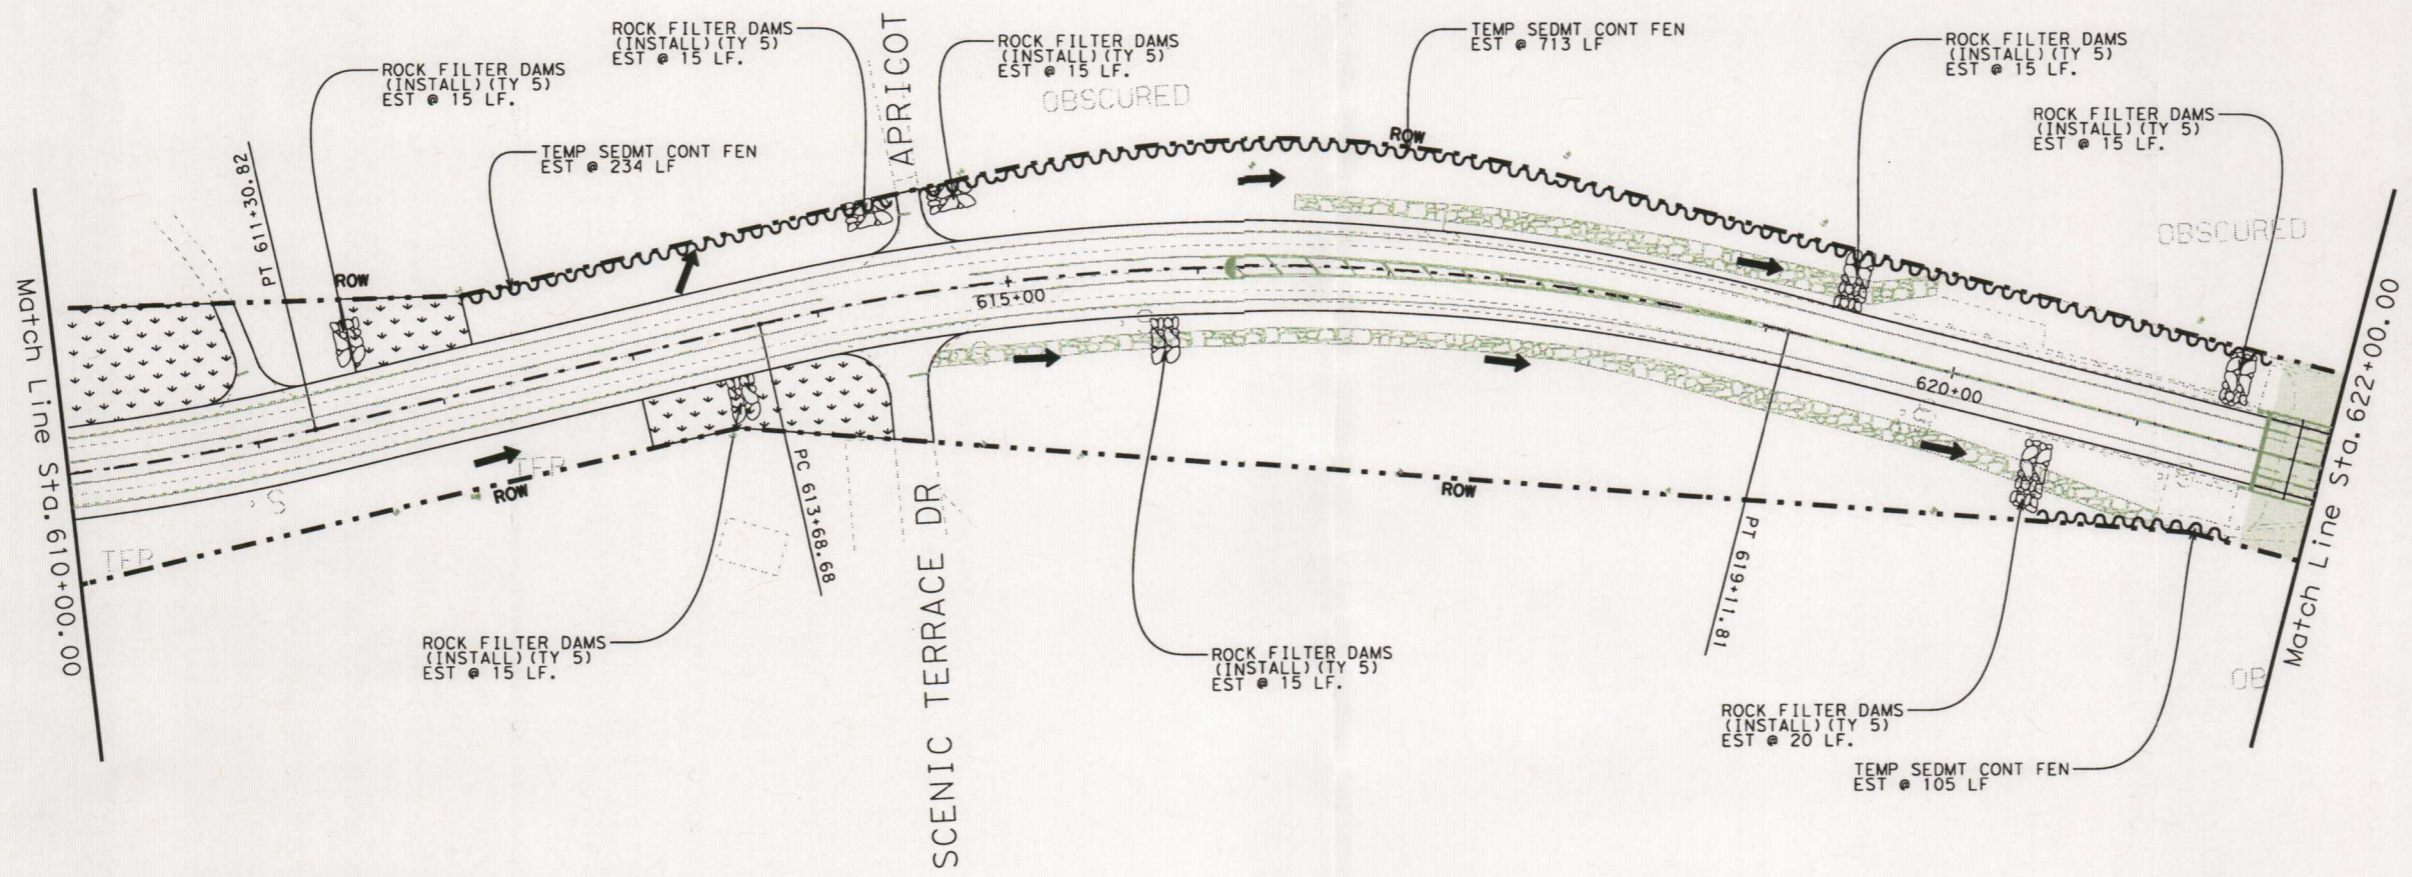 ROCK FILTER DAMS
(INSTALL)(TY 5)
EST @ 15 LF.
ROCK FILTER DAMS
(INSTALL)(TY 5)
EST @ 15 LF.
APRICOT
ROCK FILTER DAMS
(INSTALL)(TY 5)
EST @ 15 LF.
OBSCURED
TEMP SEDMT CONT FEN
EST @ 713 LF
ROCK FILTER DAMS
(INSTALL)(TY 5)
EST @ 15 LF.
ROCK FILTER DAMS
(INSTALL)(TY 5)
EST @ 15 LF.
TEMP SEDMT CONT FEN
EST @ 234 LF
PT 611+30.82
ROW
ROW
OBSCURED
Match Line Sta. 610+00.00
615+00
620+00
Match Line Sta. 622+00.00
TER
ROW
'S
TER
PC 613+68.68
ROW
PT 619+11.81
SCENIC TERRACE DR
ROCK FILTER DAMS
(INSTALL)(TY 5)
EST @ 15 LF.
ROCK FILTER DAMS
(INSTALL)(TY 5)
EST @ 15 LF.
OB
ROCK FILTER DAMS
(INSTALL)(TY 5)
EST @ 20 LF.
TEMP SEDMT CONT FEN
EST @ 105 LF